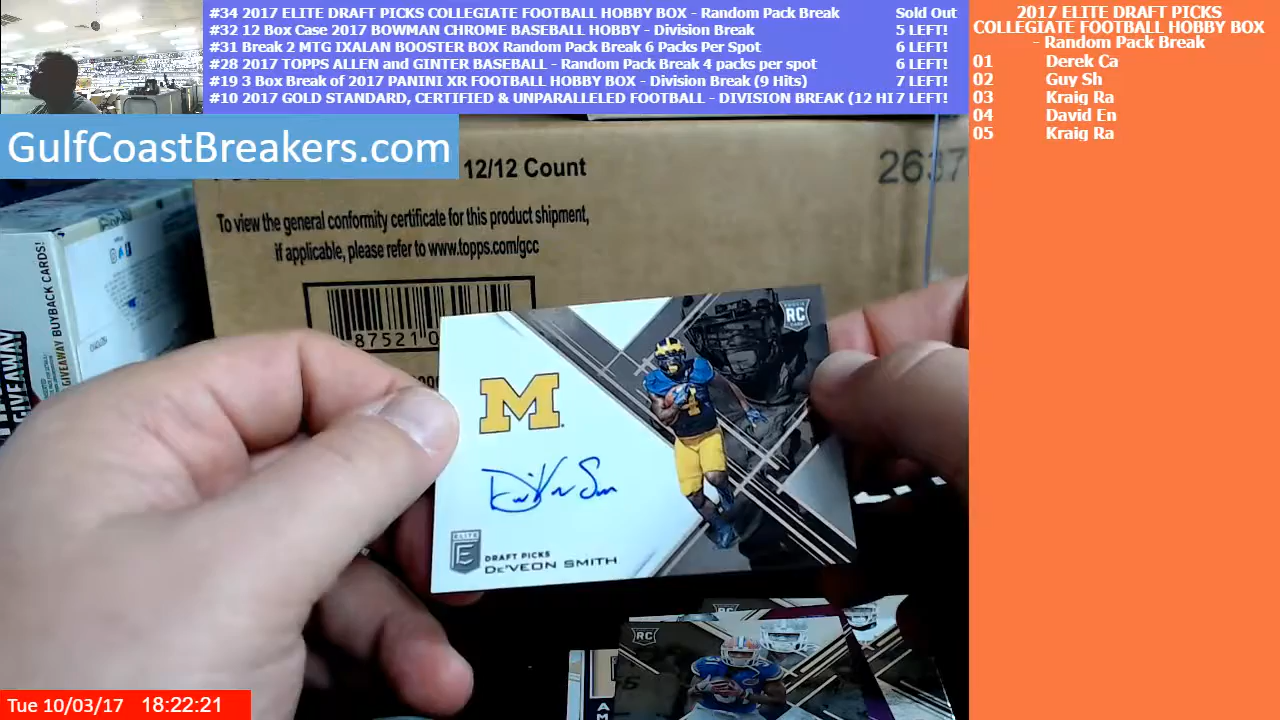 #34 2017 ELITE DRAFT PICKS COLLEGIATE FOOTBALL HOBBY BOX - Random Pack Break Sold Out
#32 12 Box Case 2017 BOWMAN CHROME BASEBALL HOBBY - Division Break 5 LEFT!
#31 Break 2 MTG IXALAN BOOSTER BOX Random Pack Break 6 Packs Per Spot 6 LEFT!
#28 2017 TOPPS ALLEN and GINTER BASEBALL - Random Pack Break 4 packs per spot 6 LEFT!
#19 3 Box Break of 2017 PANINI XR FOOTBALL HOBBY BOX - Division Break (9 Hits) 7 LEFT!
#10 2017 GOLD STANDARD, CERTIFIED & UNPARALLELED FOOTBALL - DIVISION BREAK (12 HI 7 LEFT!
2017 ELITE DRAFT PICKS
COLLEGIATE FOOTBALL HOBBY BOX
- Random Pack Break
01 Derek Ca
02 Guy Sh
03 Kraig Ra
04 David En
05 Kraig Ra
GulfCoastBreakers.com
12/12 Count
2637
To view the general conformity certificate for this product shipment,
if applicable, please refer to www.topps.com/gcc
87521 0
GIVEAWAY BUYBACK CARDS!
GIVEAWAY
RC
M
4
ELITE
E
DRAFT PICKS
DE'VEON SMITH
RC
RC
Tue 10/03/17 18:22:21